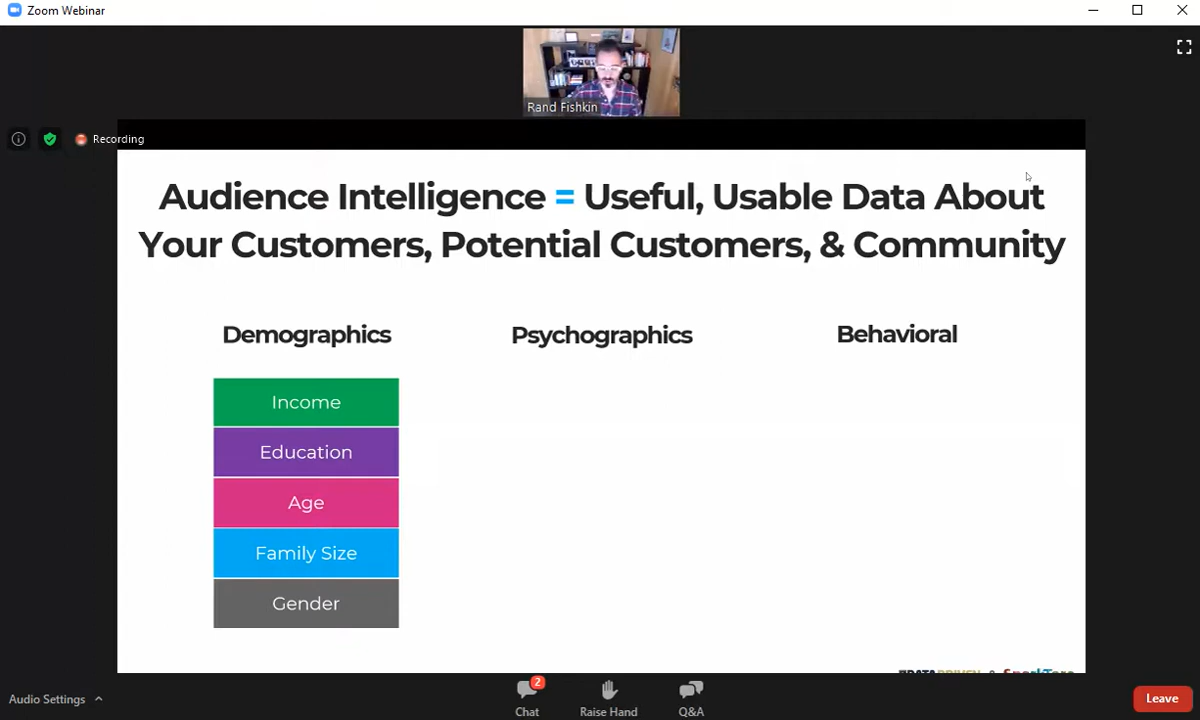 Zoom Webinar
Rand Fishkin
Recording
Audience Intelligence = Useful, Usable Data About
Your Customers, Potential Customers, & Community
Demographics
Psychographics
Behavioral
Income
Education
Age
Family Size
Gender
Audio Settings
2
Chat
Raise Hand
Q&A
Leave